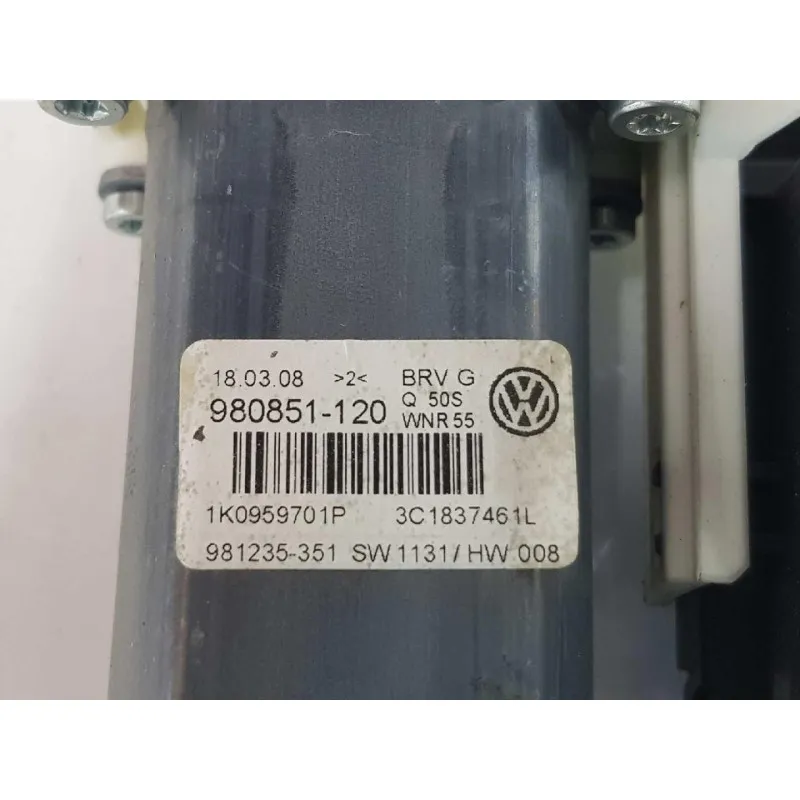 18.03.08 >2< BRV G
980851-120 Q 50S
WNR 55
1K0959701P 3C1837461L
981235-351 SW 1131/ HW 008